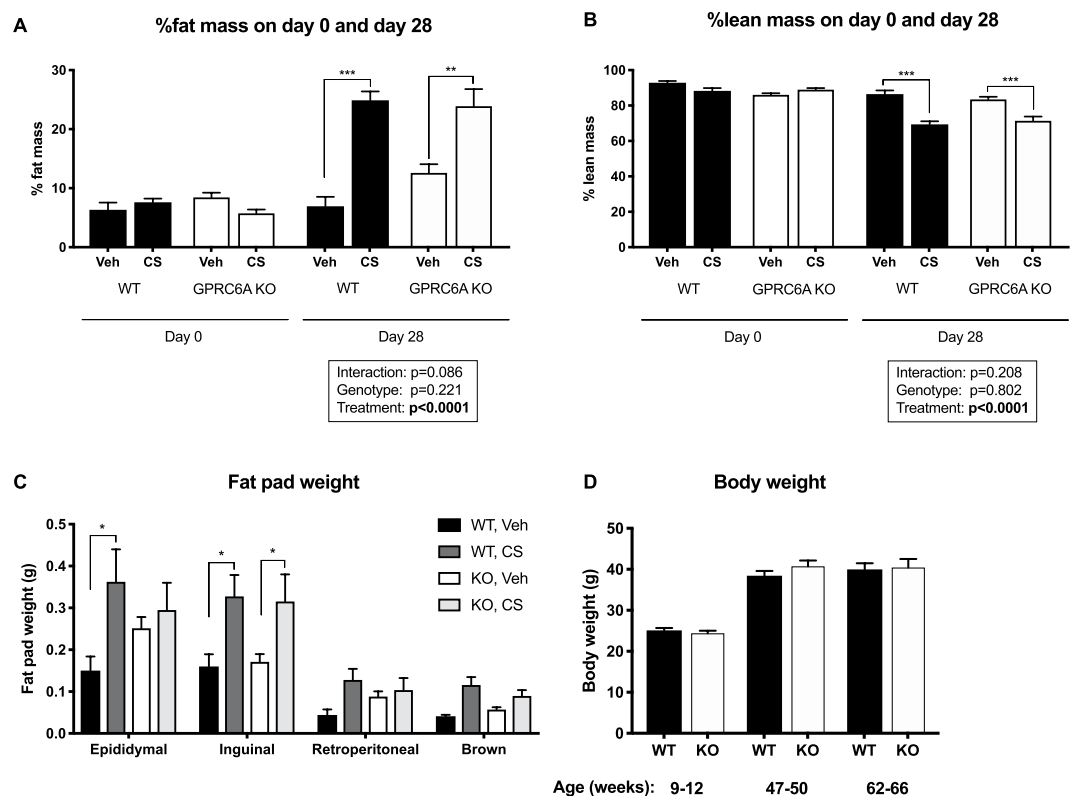 A
%fat mass on day 0 and day 28
% fat mass
30
20
10
0
***
**
Veh CS Veh CS Veh CS Veh CS
WT GPRC6A KO WT GPRC6A KO
Day 0 Day 28
Interaction: p=0.086
Genotype: p=0.221
Treatment: p<0.0001
B
%lean mass on day 0 and day 28
% lean mass
100
80
60
40
20
0
***
***
Veh CS Veh CS Veh CS Veh CS
WT GPRC6A KO WT GPRC6A KO
Day 0 Day 28
Interaction: p=0.208
Genotype: p=0.802
Treatment: p<0.0001
C
Fat pad weight
Fat pad weight (g)
0.5
0.4
0.3
0.2
0.1
0.0
*
*
*
WT, Veh
WT, CS
KO, Veh
KO, CS
Epididymal Inguinal Retroperitoneal Brown
D
Body weight
Body weight (g)
50
40
30
20
10
0
WT KO WT KO WT KO
Age (weeks): 9-12 47-50 62-66